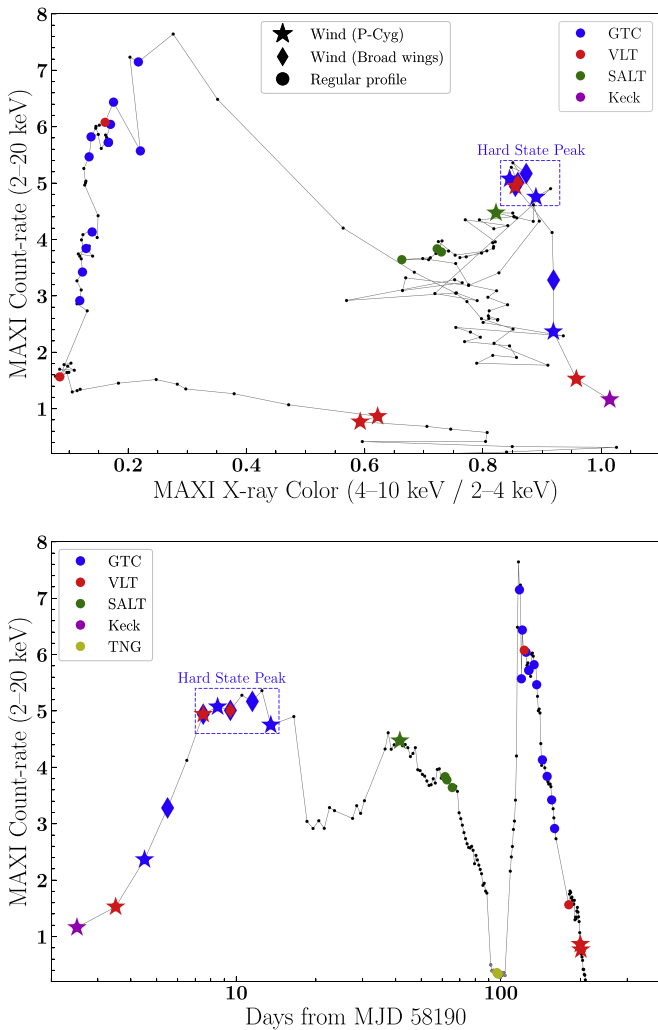 8
7
6
5
4
3
2
1
MAXI Count-rate (2–20 keV)
Wind (P-Cyg)
Wind (Broad wings)
Regular profile
GTC
VLT
SALT
Keck
Hard State Peak
0.2 0.4 0.6 0.8 1.0
MAXI X-ray Color (4–10 keV / 2–4 keV)
8
7
6
5
4
3
2
1
MAXI Count-rate (2–20 keV)
GTC
VLT
SALT
Keck
TNG
Hard State Peak
10 100
Days from MJD 58190